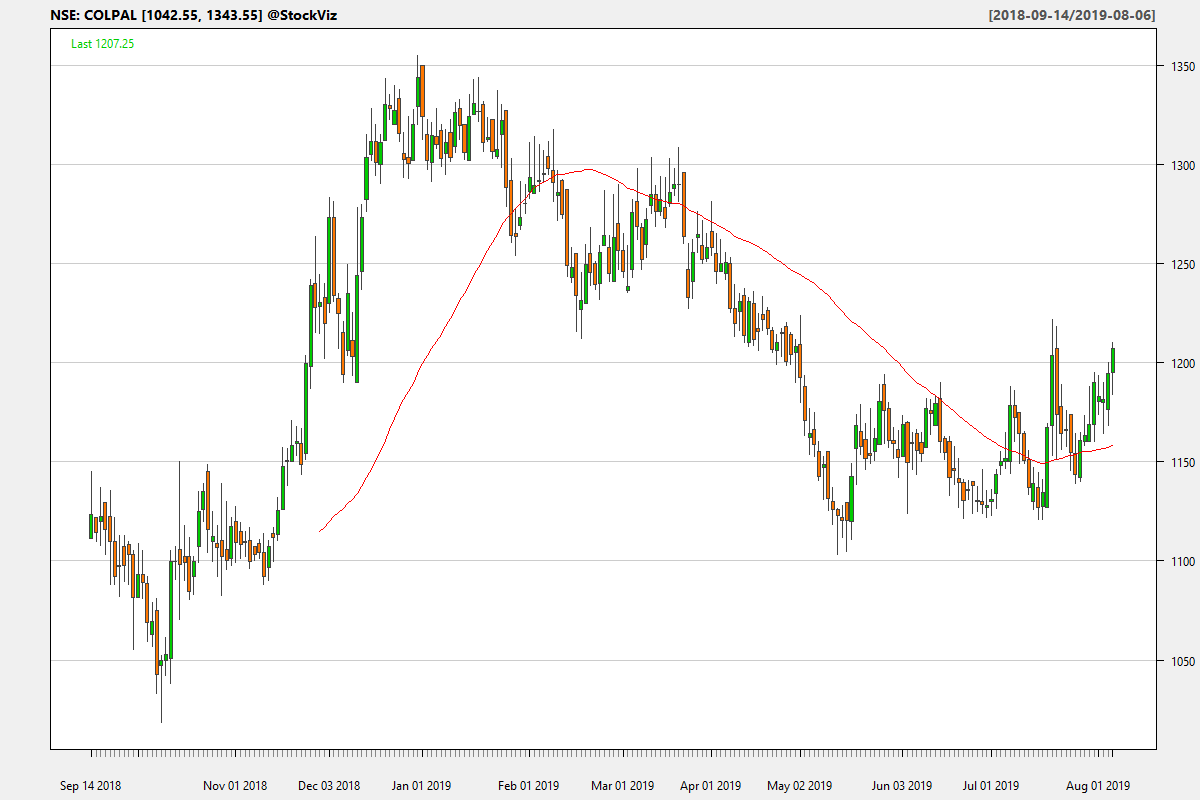 NSE: COLPAL [1042.55, 1343.55] @StockViz [2018-09-14/2019-08-06]
Last 1207.25
1350
1300
1250
1200
1150
1100
1050
Sep 14 2018 Nov 01 2018 Dec 03 2018 Jan 01 2019 Feb 01 2019 Mar 01 2019 Apr 01 2019 May 02 2019 Jun 03 2019 Jul 01 2019 Aug 01 2019